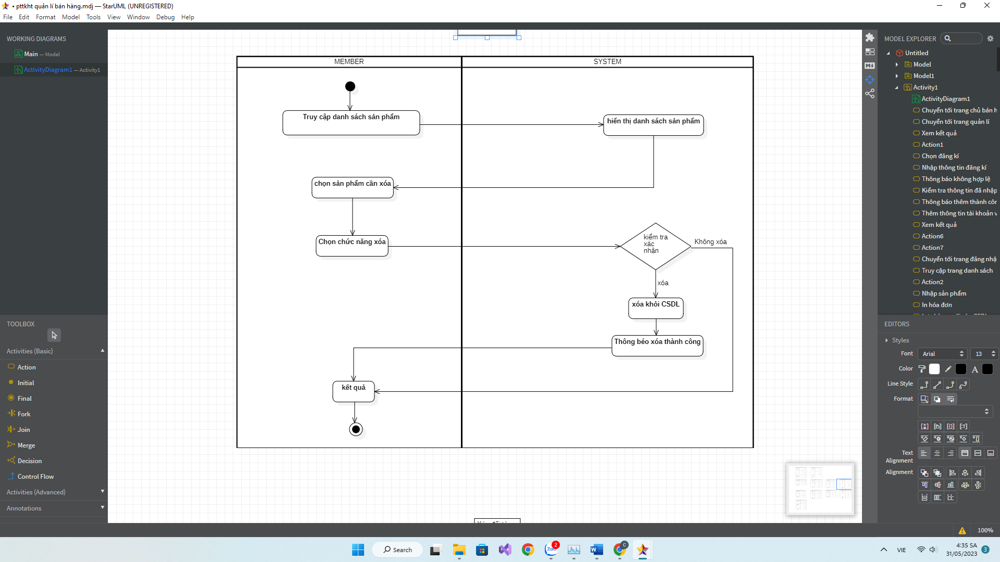 • pttkht quản lí bán hàng.mdj — StarUML (UNREGISTERED)
File Edit Format Model Tools View Window Debug Help
WORKING DIAGRAMS
Main — Model
ActivityDiagram1 — Activity1
TOOLBOX
Activities (Basic)
Action
Initial
Final
Fork
Join
Merge
Decision
Control Flow
Activities (Advanced)
Annotations
MEMBER
SYSTEM
Truy cập danh sách sản phẩm
hiển thị danh sách sản phẩm
chọn sản phẩm cần xóa
Chọn chức năng xóa
kiểm tra
xác
nhận
Không xóa
xóa
xóa khỏi CSDL
Thông béo xóa thành công
kết quả
MODEL EXPLORER
Untitled
Model
Model1
Activity1
ActivityDiagram1
Chuyển tới trang chủ bán h
Chuyển tới trang quản lí
Xem kết quả
Action1
Chọn đăng kí
Nhập thông tin đăng kí
Thông báo không hợp lệ
Kiểm tra thông tin đã nhập
Thông báo thêm thành côn
Thêm thông tin tài khoản v
Xem kết quả
Action6
Action7
Chuyển tới trang đăng nhậ
Truy cập trang danh sách
Action2
Nhập sản phẩm
In hóa đơn
EDITORS
Styles
Font Arial 13
Color
Line Style
Format
Text
Alignment
Alignment
100%
Search
Zalo
2
C
VIE
4:35 SA
31/05/2023
3